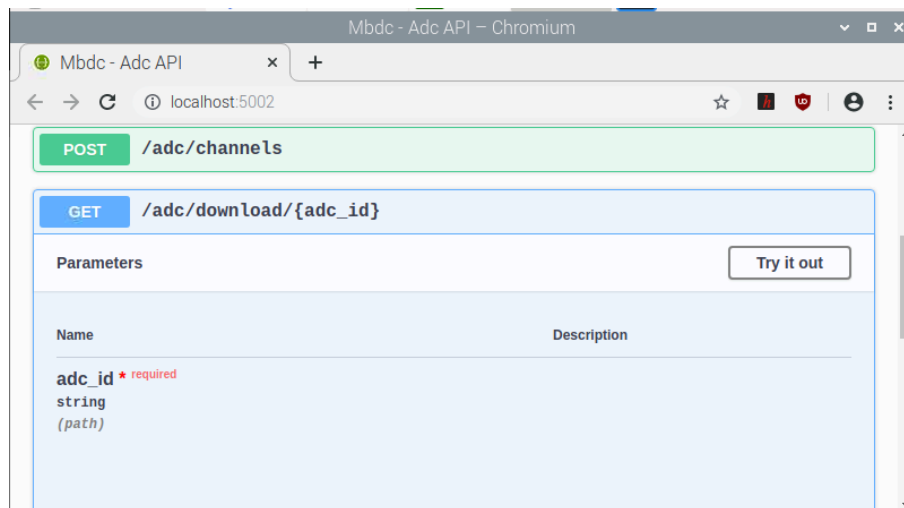 Mbdc - Adc API – Chromium
Mbdc - Adc API
localhost:5002
POST /adc/channels
GET /adc/download/{adc_id}
Parameters Try it out
Name Description
adc_id * required
string
(path)